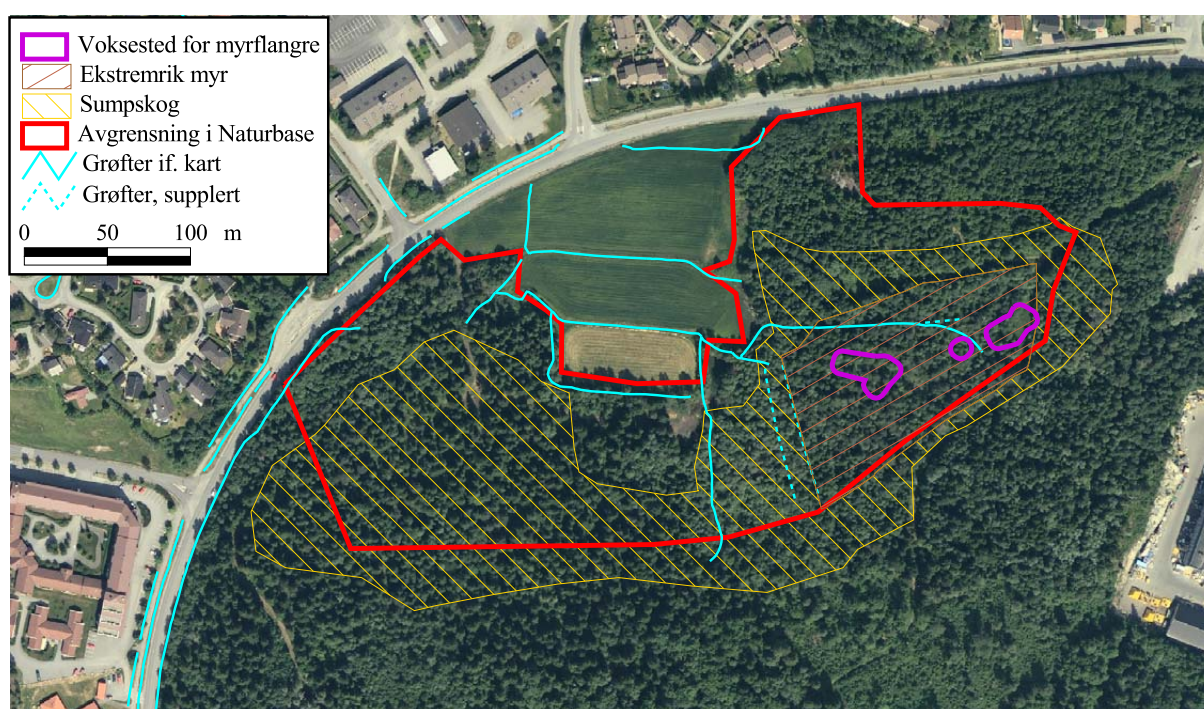 Voksested for myrflangre
Ekstremrik myr
Sumpskog
Avgrensning i Naturbase
Grøfter if. kart
Grøfter, supplert
0 50 100 m